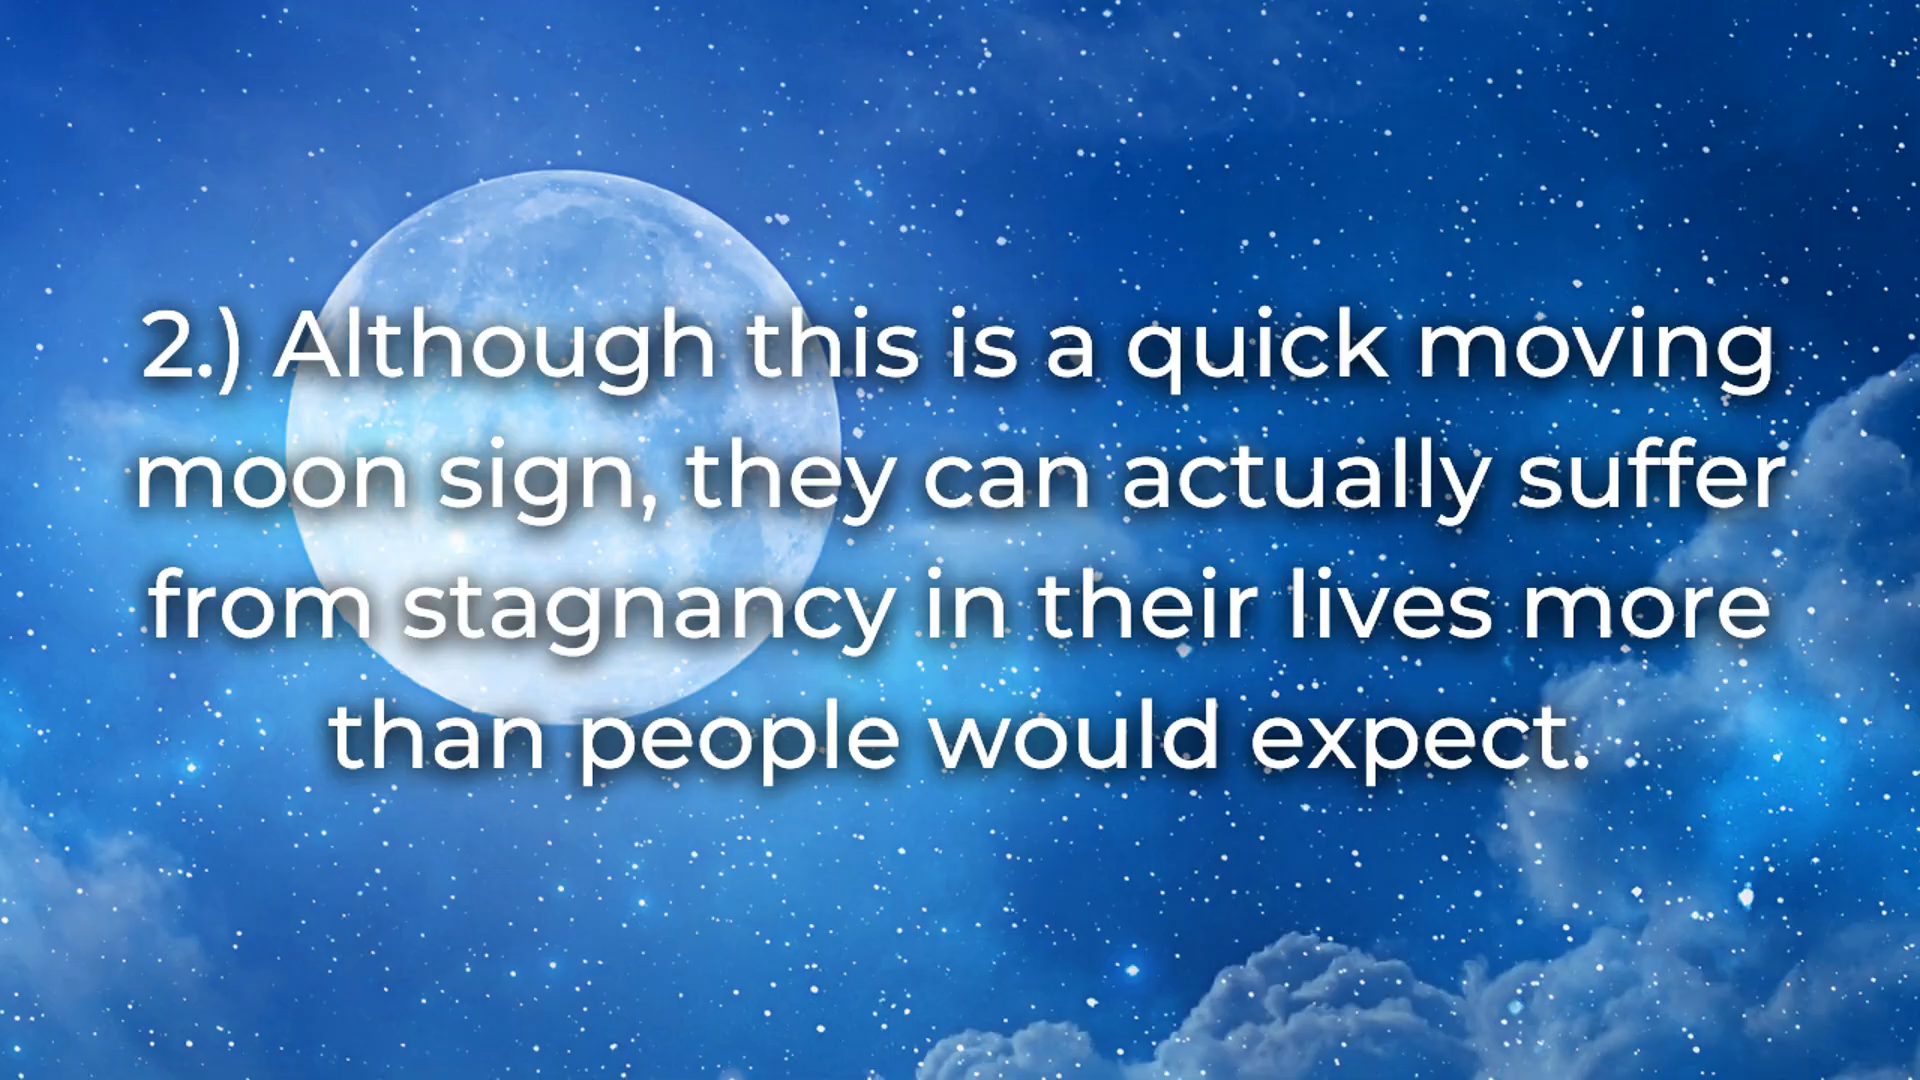 2.) Although this is a quick moving
moon sign, they can actually suffer
from stagnancy in their lives more
than people would expect.